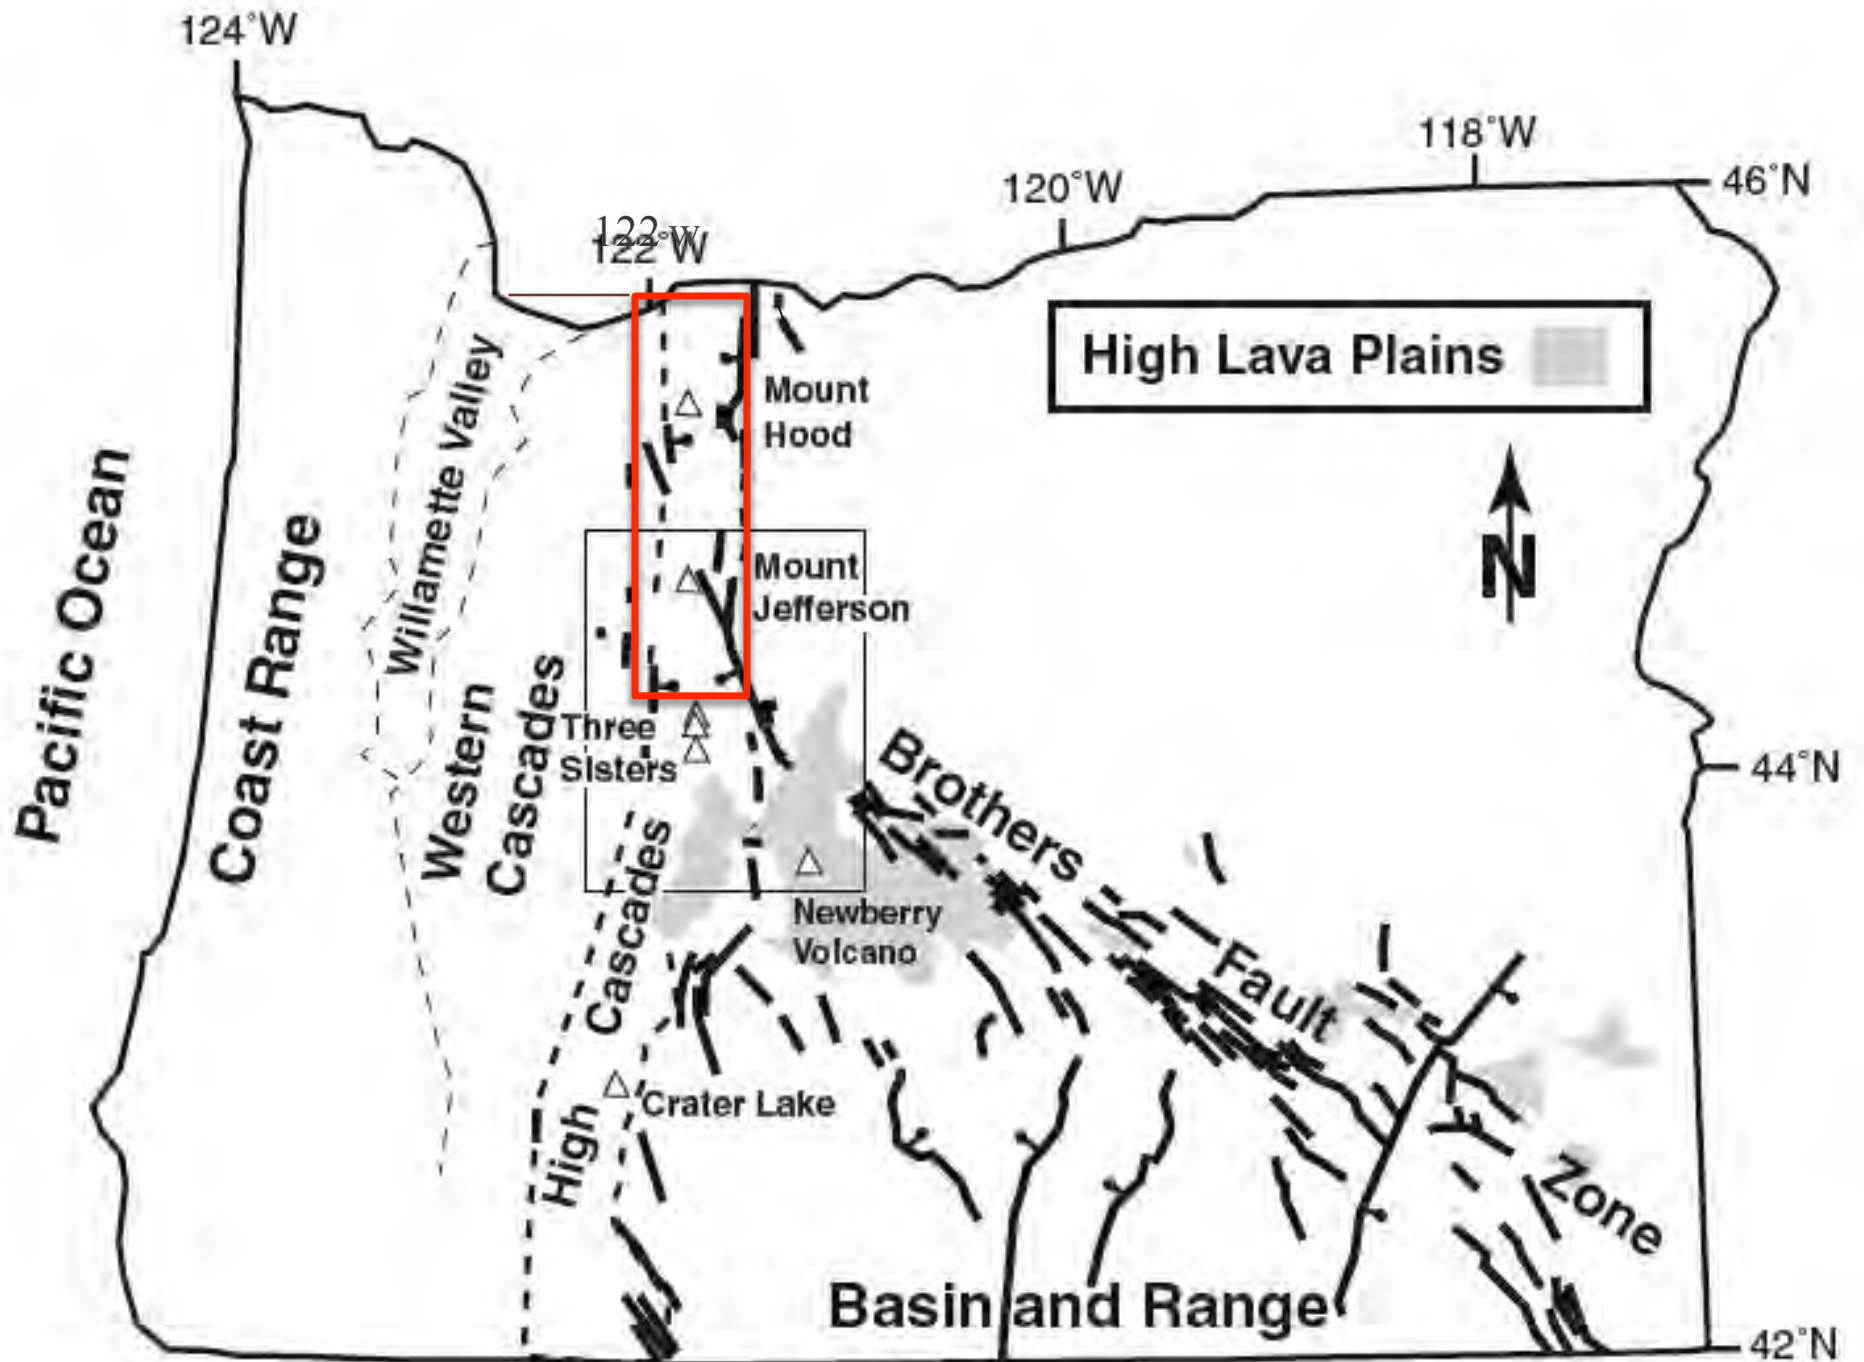 124°W
118°W
120°W
46°N
122 w
122°W
High Lava Plains
Mount
Hood
Willamette Valley
Pacific Ocean
Coast Range
N
Mount
Jefferson
Western
Cascades
Three
Sisters
44°N
Brothers
Fault
Zone
High
Cascades
Newberry
Volcano
Crater Lake
Basin and Range
42°N